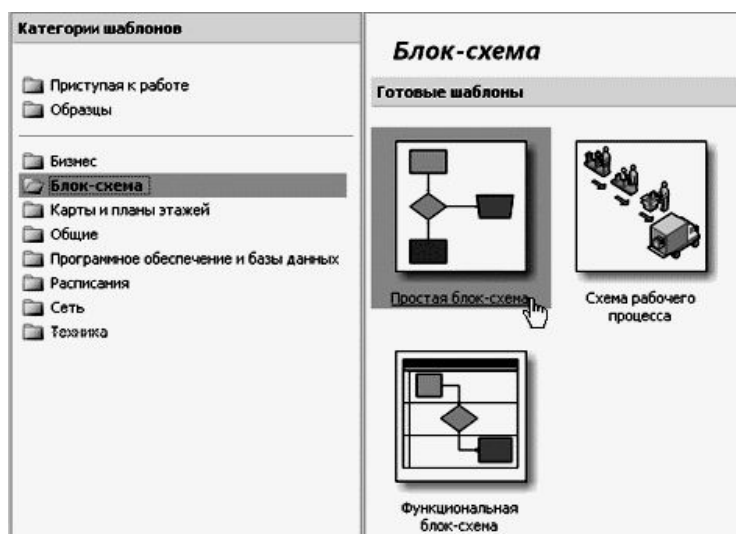 Категории шаблонов
Приступая к работе
Образцы
Бизнес
Блок-схема
Карты и планы этажей
Общие
Программное обеспечение и базы данных
Расписания
Сеть
Техника
Блок-схема
Готовые шаблоны
Простая блок-схема
Схема рабочего
процесса
Функциональная
блок-схема